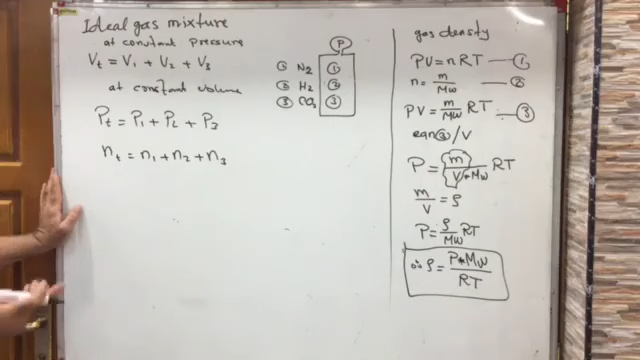 Ideal gas mixture
at constant pressure
Vt = V1 + V2 + V3
at constant volume
Pt = P1 + P2 + P3
nt = n1 + n2 + n3
P
① N2 ①
② H2 ②
③ CO2 ③
gas density
PV = nRT — ①
n = m/MW — ②
PV = m/MW RT — ③
eqn③/V
P = m/(V*MW) RT
m/V = ρ
P = ρ/MW RT
∴ ρ = P*MW/RT